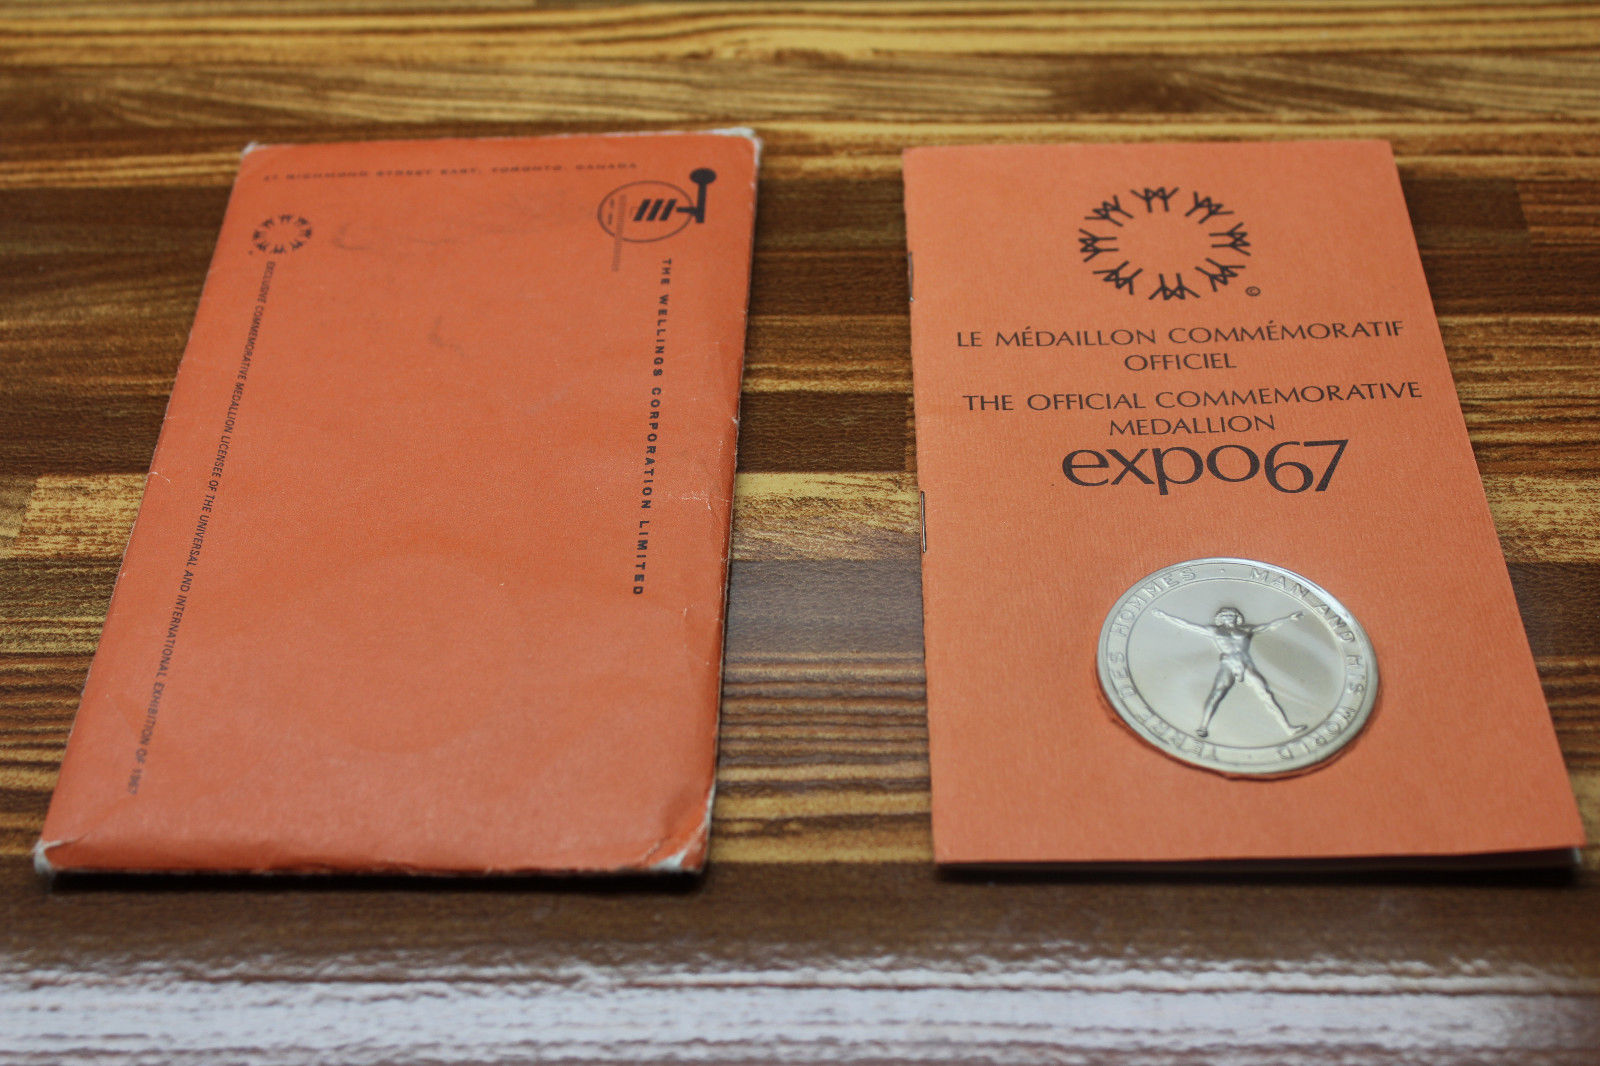 RICHMOND STREET EAST, TORONTO, CANADA
THE WELLINGS CORPORATION LIMITED
EXCLUSIVE COMMEMORATIVE MEDALLION LICENSEE OF THE UNIVERSAL AND INTERNATIONAL EXHIBITION OF 1967
©
LE MÉDAILLON COMMÉMORATIF
OFFICIEL
THE OFFICIAL COMMEMORATIVE
MEDALLION
expo67
TERRE DES HOMMES · MAN AND HIS WORLD ·